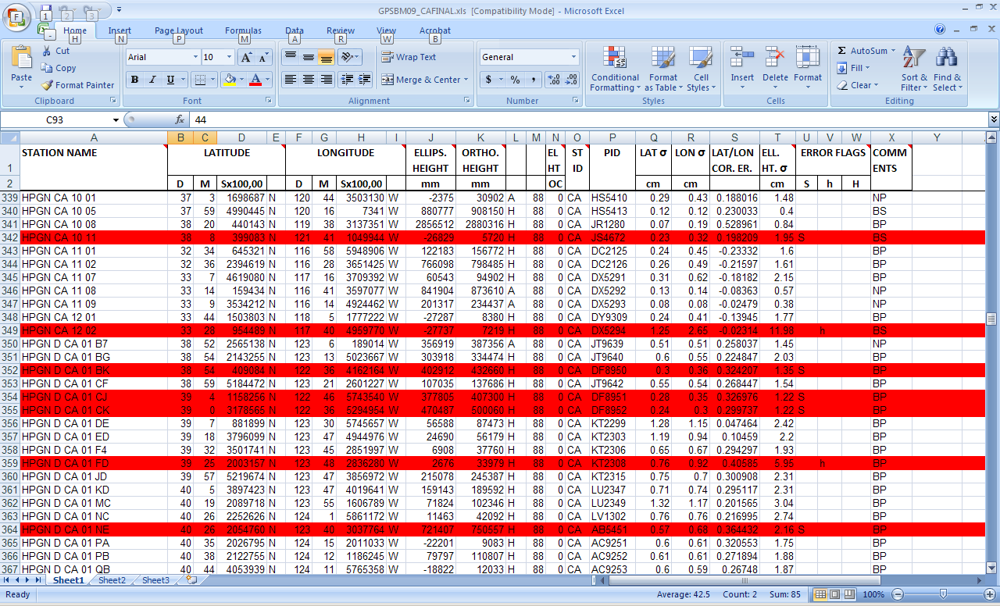 GPSBM09_CAFINAL.xls [Compatibility Mode] - Microsoft Excel
F 1 2 3
Home Insert Page Layout Formulas Data Review View Acrobat
H N P M A R W B
Paste Cut Copy Format Painter
Arial 10 Wrap Text General AutoSum
B I U Merge & Center $ % , Fill Clear
Conditional Formatting Format as Table Cell Styles Insert Delete Format Sort & Filter Find & Select
Clipboard Font Alignment Number Styles Cells Editing
C93 fx 44
A B C D E F G H I J K L M N O P Q R S T U V W X Y
1 STATION NAME LATITUDE LONGITUDE ELLIPS. HEIGHT ORTHO. HEIGHT EL HT ST ID PID LAT σ LON σ LAT/LON COR. ER. ELL. HT. σ ERROR FLAGS COMM ENTS
2 D M Sx100,00 D M Sx100,00 mm mm OC cm cm cm S h H
339 HPGN CA 10 01 37 3 1698687 N 120 44 3503130 W -2375 30902 A 88 0 CA HS5410 0.29 0.43 0.188016 1.48 NP
340 HPGN CA 10 05 37 59 4990445 N 120 16 7341 W 880777 908150 H 88 0 CA HS5413 0.12 0.12 0.230033 0.4 BS
341 HPGN CA 10 08 38 20 440143 N 119 38 3137351 W 2856512 2880316 H 88 0 CA JR1280 0.07 0.19 0.528961 0.84 BP
342 HPGN CA 10 11 38 8 399083 N 121 41 1049944 W -26829 5720 H 88 0 CA JS4672 0.23 0.32 0.198209 1.95 S BS
343 HPGN CA 11 01 32 34 645321 N 116 58 5948906 W 122183 156772 H 88 0 CA DC2125 0.24 0.45 -0.23332 1.6 BP
344 HPGN CA 11 02 32 36 2394619 N 116 28 3651425 W 766098 798485 H 88 0 CA DC2126 0.26 0.49 -0.21597 1.61 BP
345 HPGN CA 11 07 33 7 4619080 N 117 16 3709392 W 60543 94902 H 88 0 CA DX5291 0.31 0.62 -0.18182 2.15 BP
346 HPGN CA 11 08 33 14 159434 N 116 41 3597077 W 841904 873610 A 88 0 CA DX5292 0.13 0.14 -0.08363 0.57 NP
347 HPGN CA 11 09 33 9 3534212 N 116 14 4924462 W 201317 234437 A 88 0 CA DX5293 0.08 0.08 -0.02479 0.38 NP
348 HPGN CA 12 01 33 44 1503803 N 118 5 1777222 W -27287 8380 H 88 0 CA DY9309 0.24 0.41 -0.13945 1.77 BP
349 HPGN CA 12 02 33 28 954489 N 117 40 4959770 W -27737 7219 H 88 0 CA DX5294 1.25 2.65 -0.02314 11.98 h BS
350 HPGN D CA 01 B7 38 52 2565138 N 123 6 189014 W 356919 387356 A 88 0 CA JT9639 0.51 0.51 0.258037 1.45 NP
351 HPGN D CA 01 BG 38 54 2143255 N 123 13 5023667 W 303918 334474 H 88 0 CA JT9640 0.6 0.55 0.224847 2.03 BP
352 HPGN D CA 01 BK 38 54 409084 N 122 36 4162164 W 402912 432660 H 88 0 CA DF8950 0.3 0.36 0.324207 1.35 S BP
353 HPGN D CA 01 CF 38 59 5184472 N 123 21 2601227 W 107035 137686 H 88 0 CA JT9642 0.55 0.54 0.268447 1.54 BP
354 HPGN D CA 01 CJ 39 4 1158256 N 122 46 5743540 W 377805 407300 H 88 0 CA DF8951 0.28 0.35 0.326976 1.22 S BP
355 HPGN D CA 01 CK 39 0 3178565 N 122 36 5294954 W 470487 500060 H 88 0 CA DF8952 0.24 0.3 0.299737 1.22 S BP
356 HPGN D CA 01 DE 39 7 881899 N 123 30 5745657 W 56588 87473 H 88 0 CA KT2299 1.28 1.15 0.047464 2.42 BP
357 HPGN D CA 01 ED 39 18 3796099 N 123 47 4944976 W 24690 56179 H 88 0 CA KT2303 1.19 0.94 0.10459 2.2 BP
358 HPGN D CA 01 F4 39 32 3501741 N 123 45 2851997 W 6908 37760 H 88 0 CA KT2306 0.65 0.67 0.294297 1.93 BP
359 HPGN D CA 01 FD 39 25 2003157 N 123 48 2836280 W 2676 33979 H 88 0 CA KT2308 0.76 0.92 0.40585 5.95 h BP
360 HPGN D CA 01 JD 39 57 5219674 N 123 47 3856972 W 215078 245387 H 88 0 CA KT2315 0.75 0.7 0.300908 2.31 BP
361 HPGN D CA 01 KD 40 5 3897423 N 123 47 4019641 W 159143 189592 H 88 0 CA LU2347 0.71 0.74 0.295117 2.31 BP
362 HPGN D CA 01 MC 40 19 2089718 N 123 55 1606789 W 71824 102346 H 88 0 CA LU2349 1.32 1.17 0.201565 3.04 BP
363 HPGN D CA 01 NC 40 26 2252626 N 124 1 5861172 W 11463 42092 H 88 0 CA LV1302 0.76 0.76 0.216995 2.74 BP
364 HPGN D CA 01 NE 40 26 2054760 N 123 40 3037764 W 721407 750557 H 88 0 CA AB5451 0.57 0.68 0.364432 2.16 S BP
365 HPGN D CA 01 PA 40 35 2026795 N 124 15 2011033 W -22201 9083 H 88 0 CA AC9251 0.6 0.61 0.320553 1.75 BP
366 HPGN D CA 01 PB 40 38 2122755 N 124 12 1186245 W 79797 110807 H 88 0 CA AC9252 0.61 0.61 0.271894 1.88 BP
367 HPGN D CA 01 QB 40 44 4053939 N 124 11 5765358 W -18822 12033 H 88 0 CA AC9253 0.6 0.59 0.26748 1.87 BP
Sheet1 Sheet2 Sheet3
Ready Average: 42.5 Count: 2 Sum: 85 100%